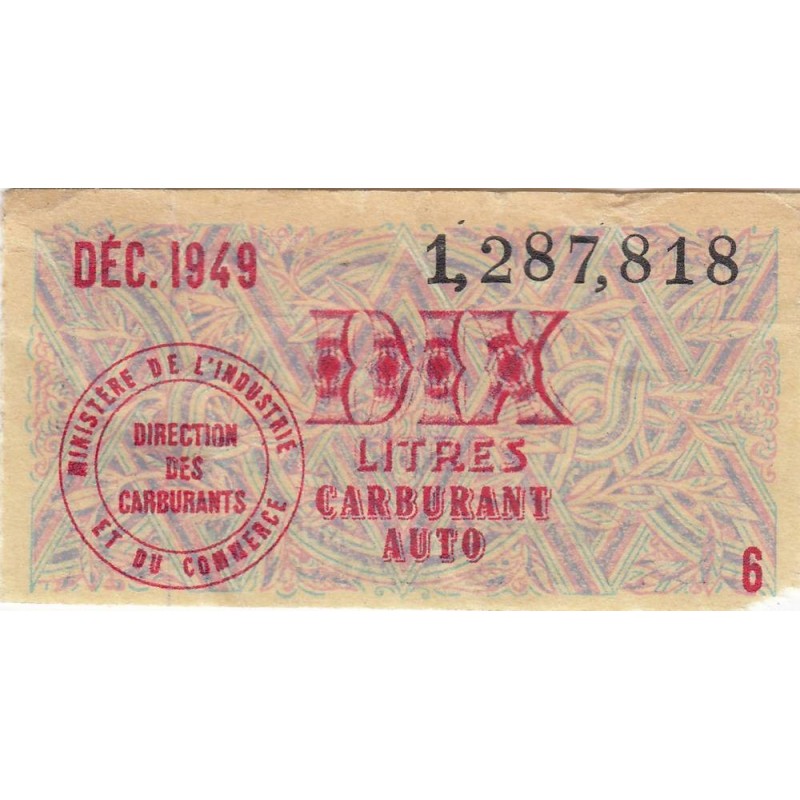 DÉC. 1949
1,287,818
DIX
LITRES
CARBURANT
AUTO
MINISTÈRE DE L'INDUSTRIE
ET DU COMMERCE
DIRECTION
DES
CARBURANTS
6